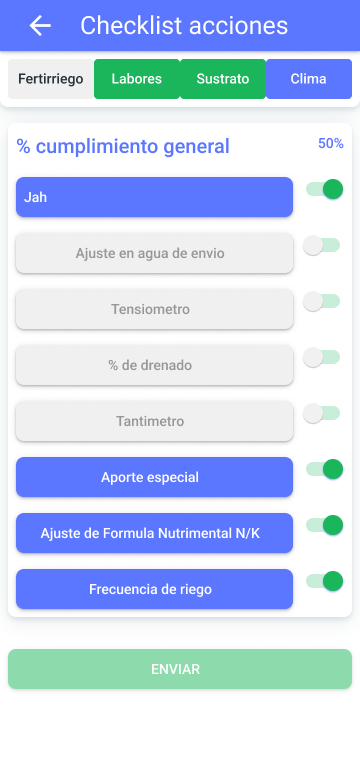 Checklist acciones
Fertirriego Labores Sustrato Clima
% cumplimiento general 50%
Jah
Ajuste en agua de envio
Tensiometro
% de drenado
Tantimetro
Aporte especial
Ajuste de Formula Nutrimental N/K
Frecuencia de riego
ENVIAR